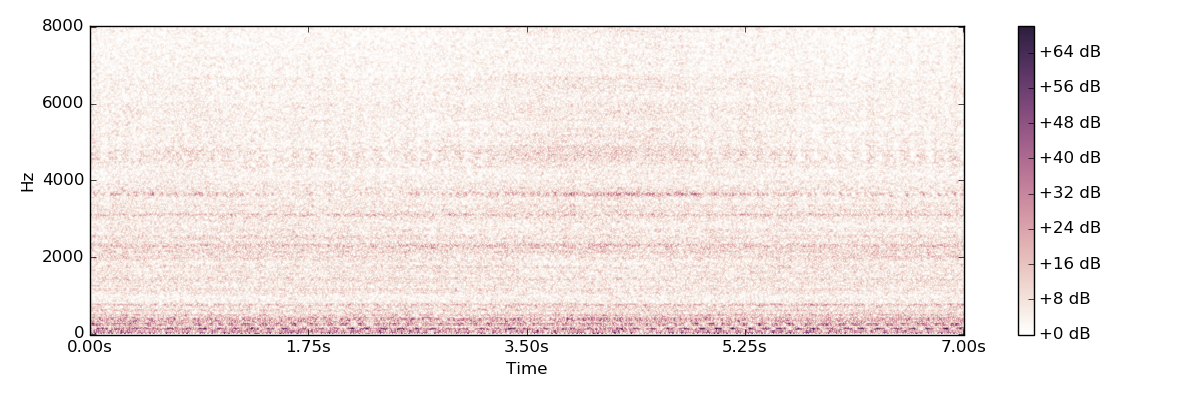 8000
6000
4000
2000
0
Hz
0.00s 1.75s 3.50s 5.25s 7.00s
Time
+64 dB
+56 dB
+48 dB
+40 dB
+32 dB
+24 dB
+16 dB
+8 dB
+0 dB